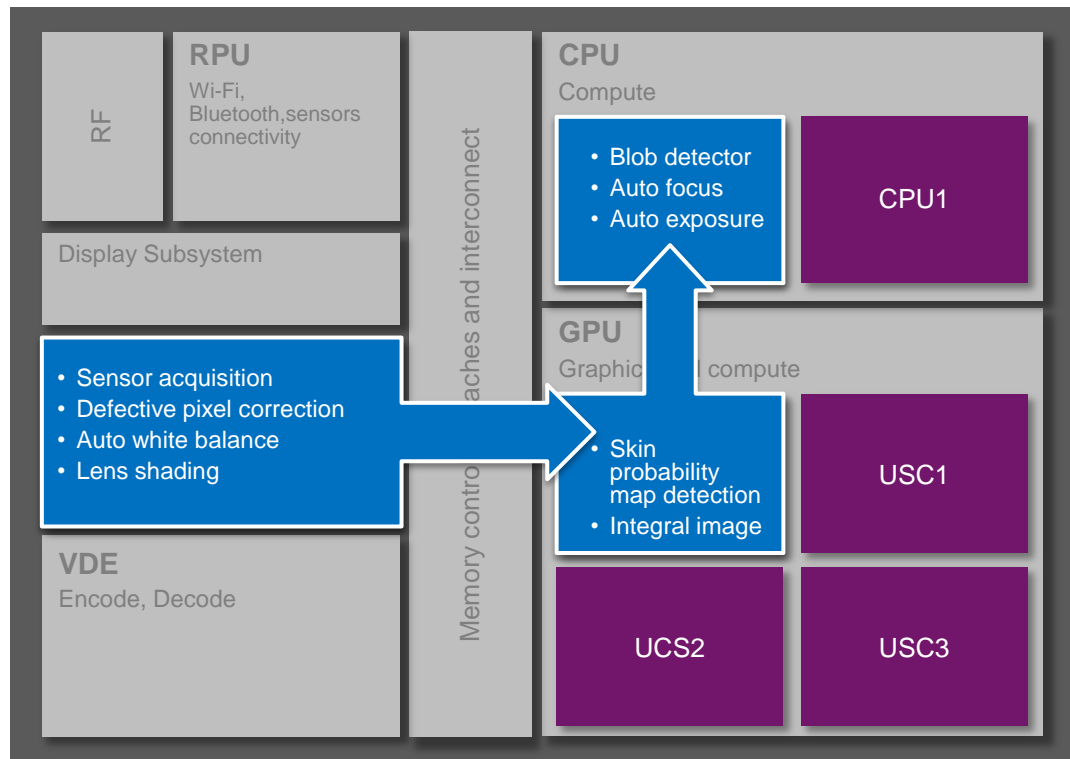 RF
RPU
Wi-Fi,
Bluetooth,sensors
connectivity
Display Subsystem
• Sensor acquisition
• Defective pixel correction
• Auto white balance
• Lens shading
VDE
Encode, Decode
Memory contro
aches and interconnect
CPU
Compute
• Blob detector
• Auto focus
• Auto exposure
CPU1
GPU
Graphic
compute
• Skin
probability
map detection
• Integral image
USC1
UCS2
USC3